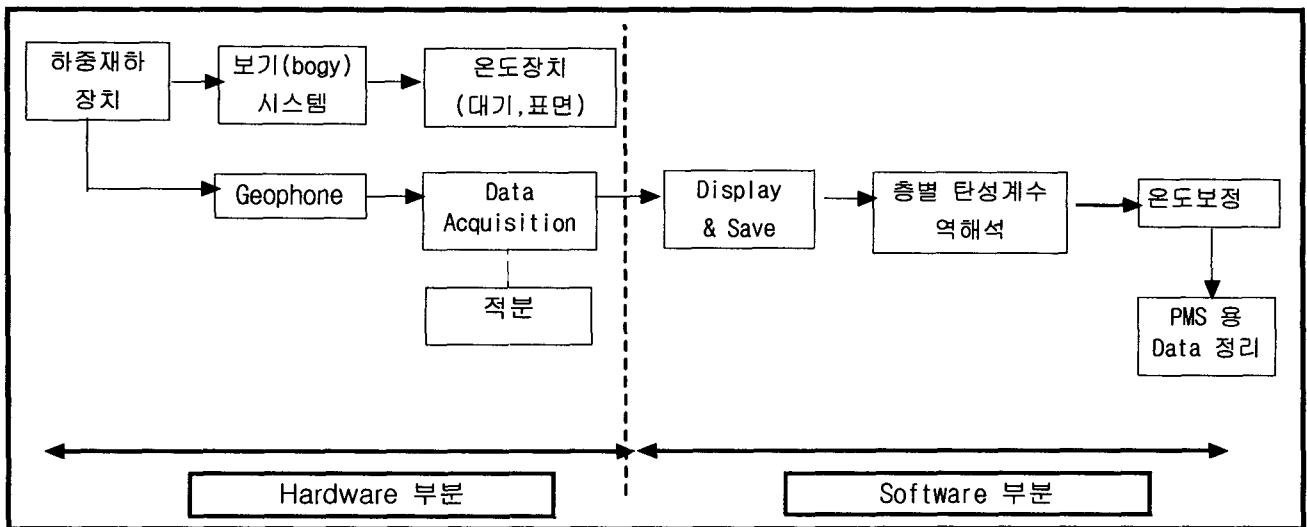 하중재하
장치
보기(bogy)
시스템
온도장치
(대기,표면)
Geophone
Data
Acquisition
적분
Display
& Save
층별 탄성계수
역해석
온도보정
PMS 용
Data 정리
Hardware 부분
Software 부분